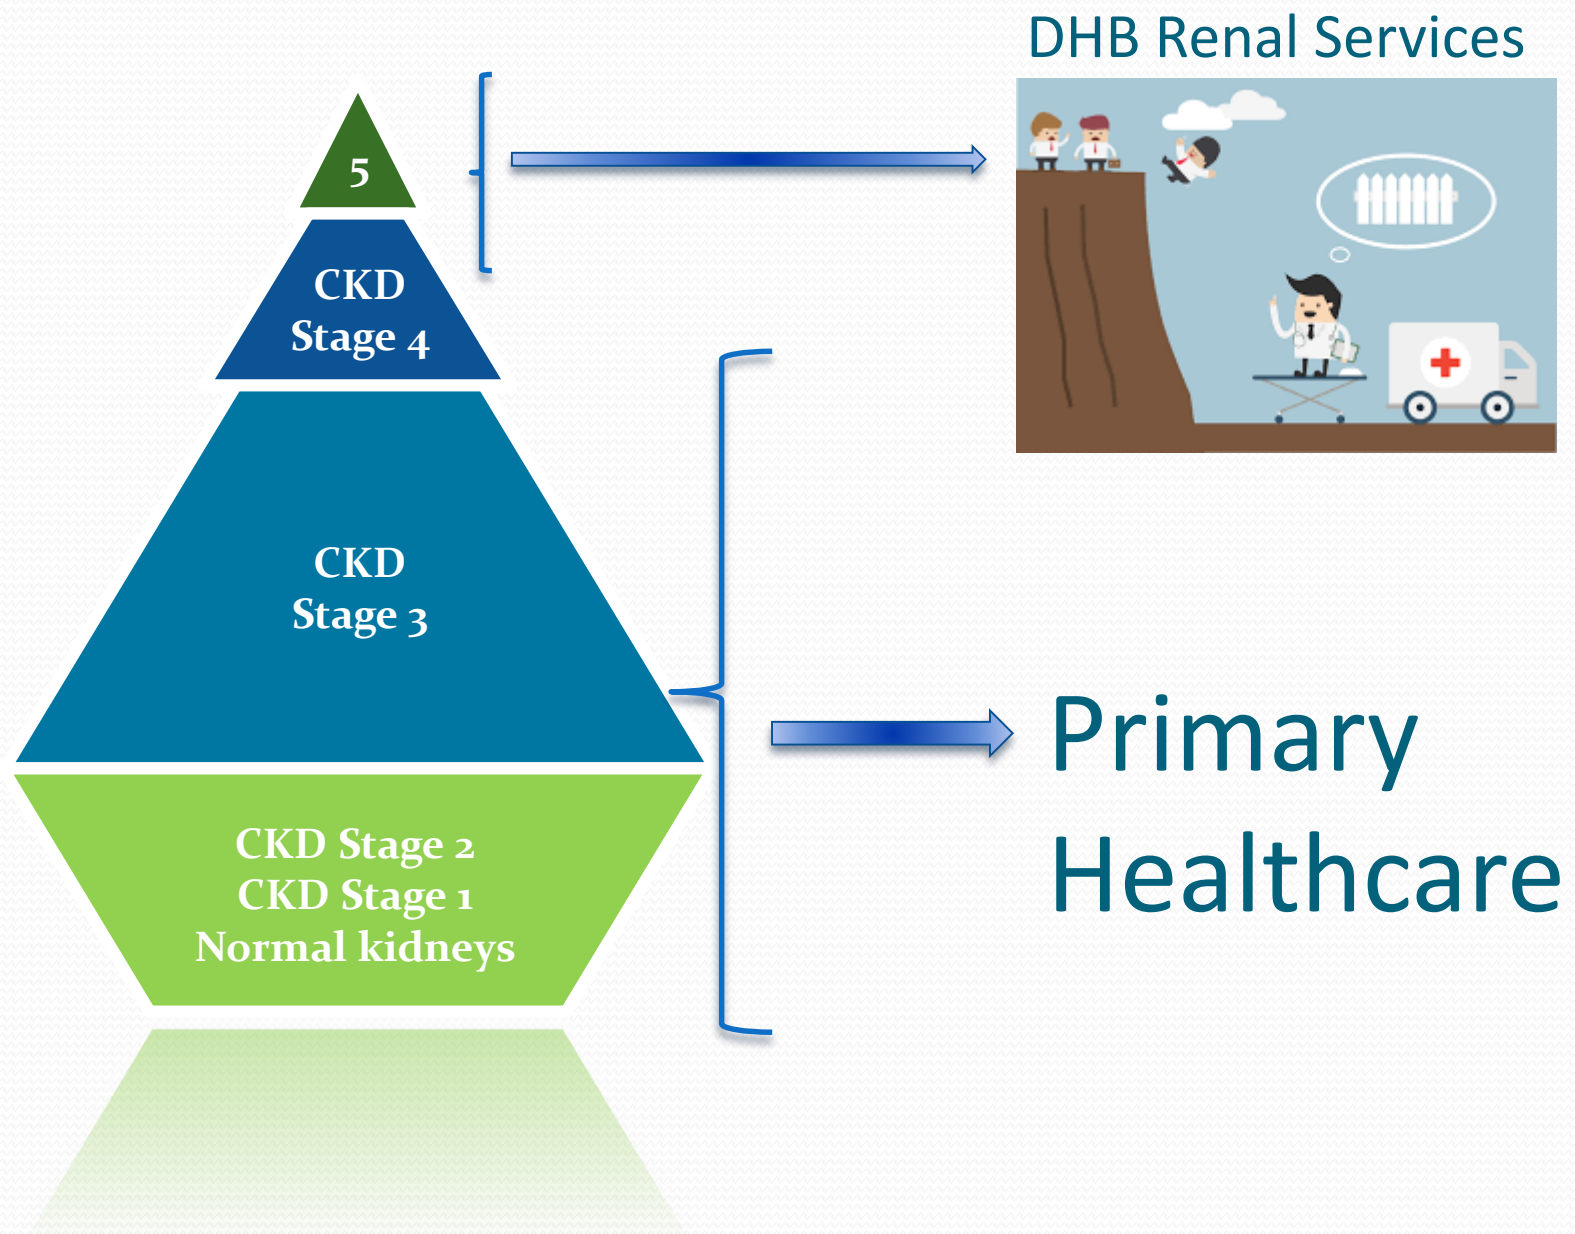 DHB Renal Services
5
CKD
Stage 4
CKD
Stage 3
CKD Stage 2
CKD Stage 1
Normal kidneys
Primary
Healthcare